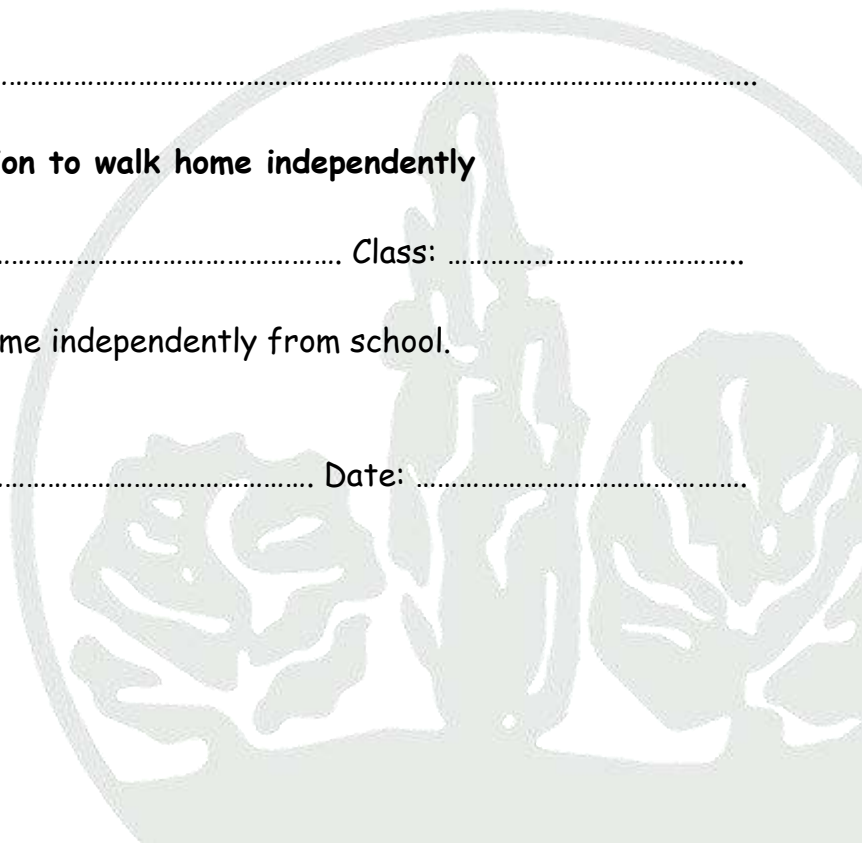 ………………………………………………………………………………………………..
on to walk home independently
…………………………………………. Class: …………………………………..
me independently from school.
………………………………………. Date: ……………………………………….